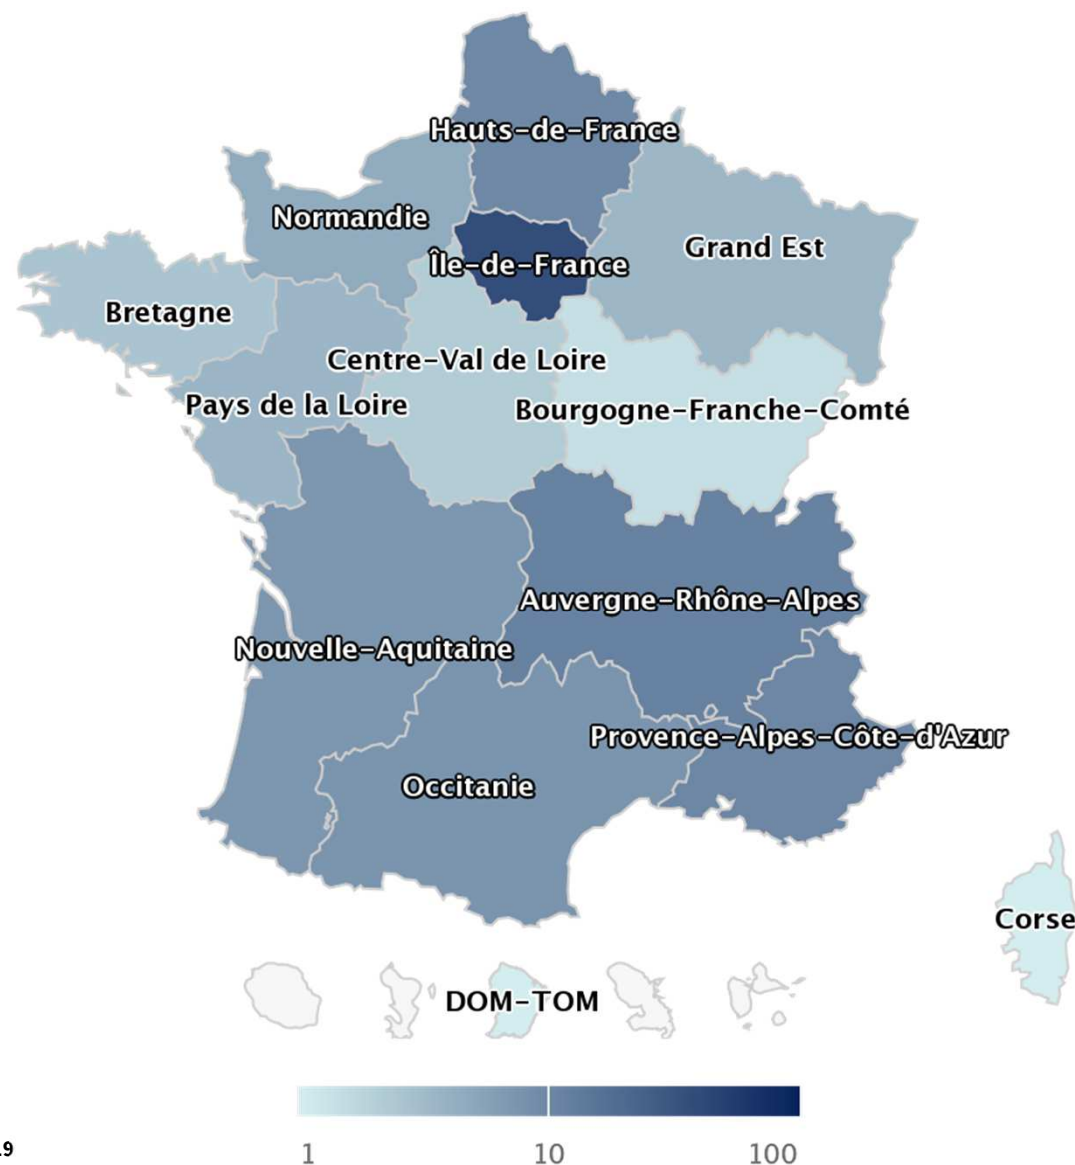 Hauts-de-France
Normandie
Île-de-France
Grand Est
Bretagne
Centre-Val de Loire
Pays de la Loire
Bourgogne-Franche-Comté
Auvergne-Rhône-Alpes
Nouvelle-Aquitaine
Provence-Alpes-Côte-d'Azur
Occitanie
Corse
DOM-TOM
1 10 100